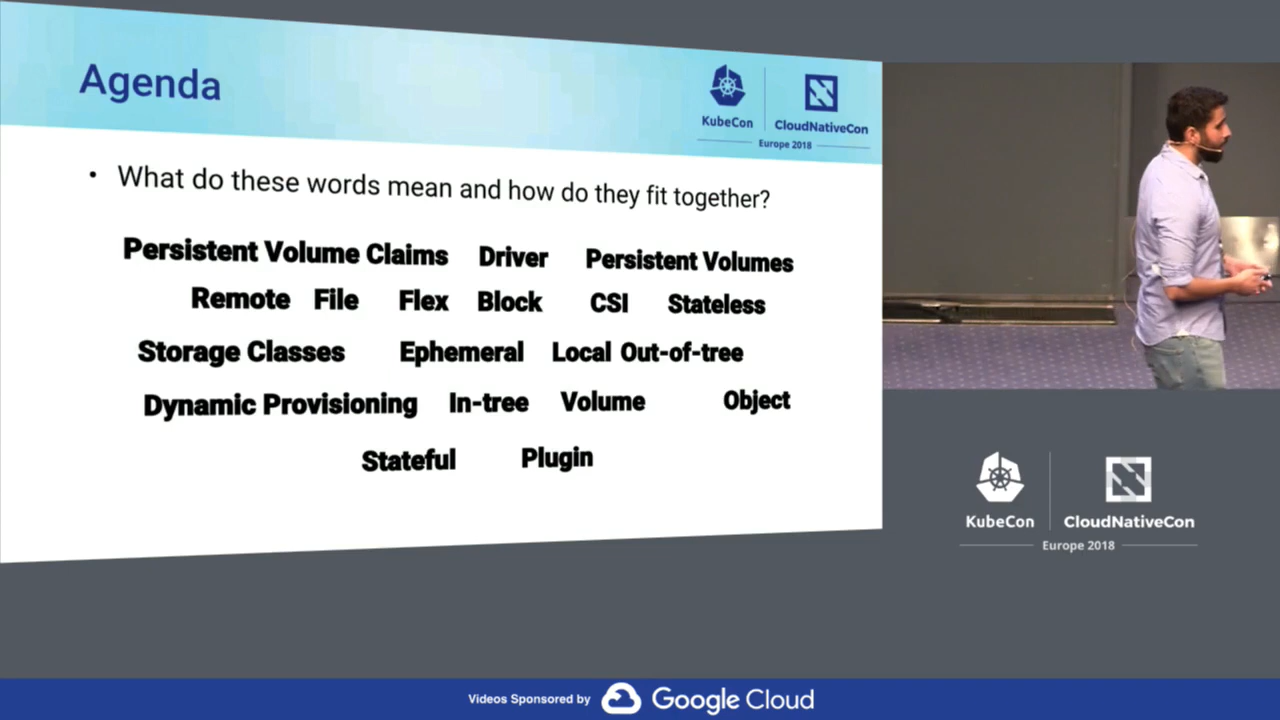 Agenda
KubeCon
CloudNativeCon
Europe 2018
• What do these words mean and how do they fit together?
Persistent Volume Claims Driver Persistent Volumes
Remote File Flex Block CSI Stateless
Storage Classes Ephemeral Local Out-of-tree
Dynamic Provisioning In-tree Volume Object
Stateful Plugin
KubeCon
CloudNativeCon
Europe 2018
Videos Sponsored by Google Cloud